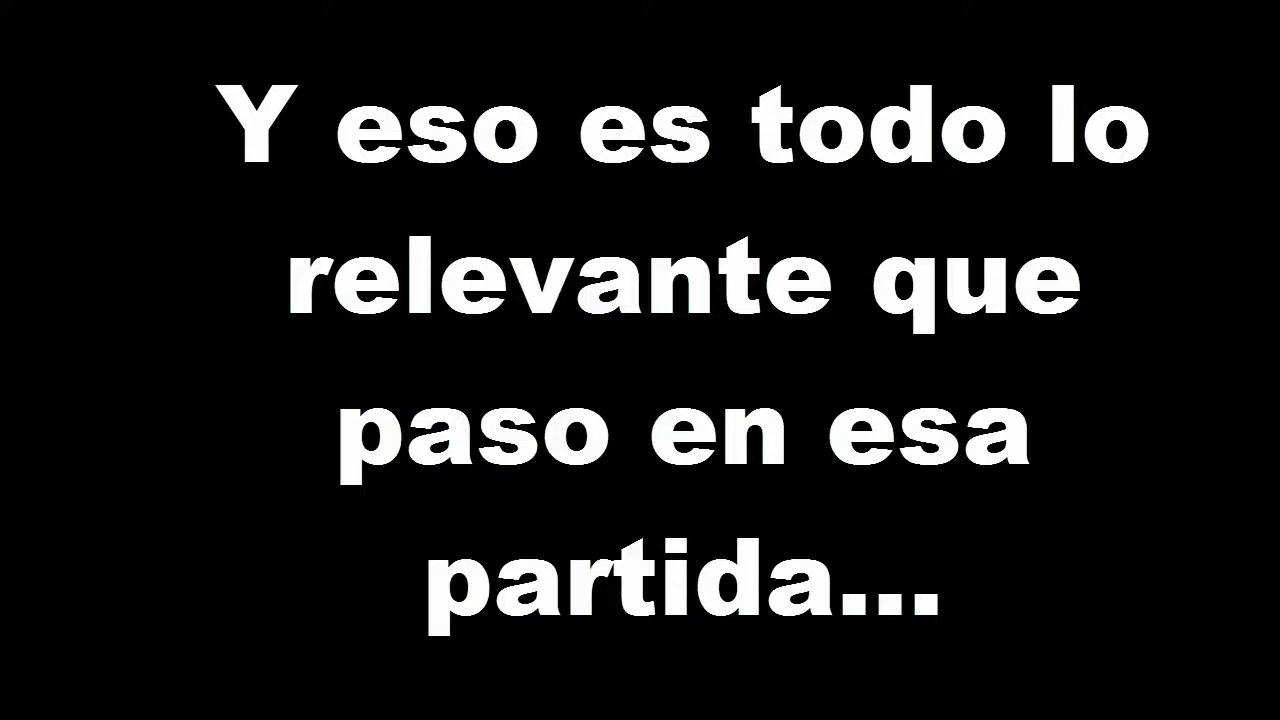 Y eso es todo lo
relevante que
paso en esa
partida...